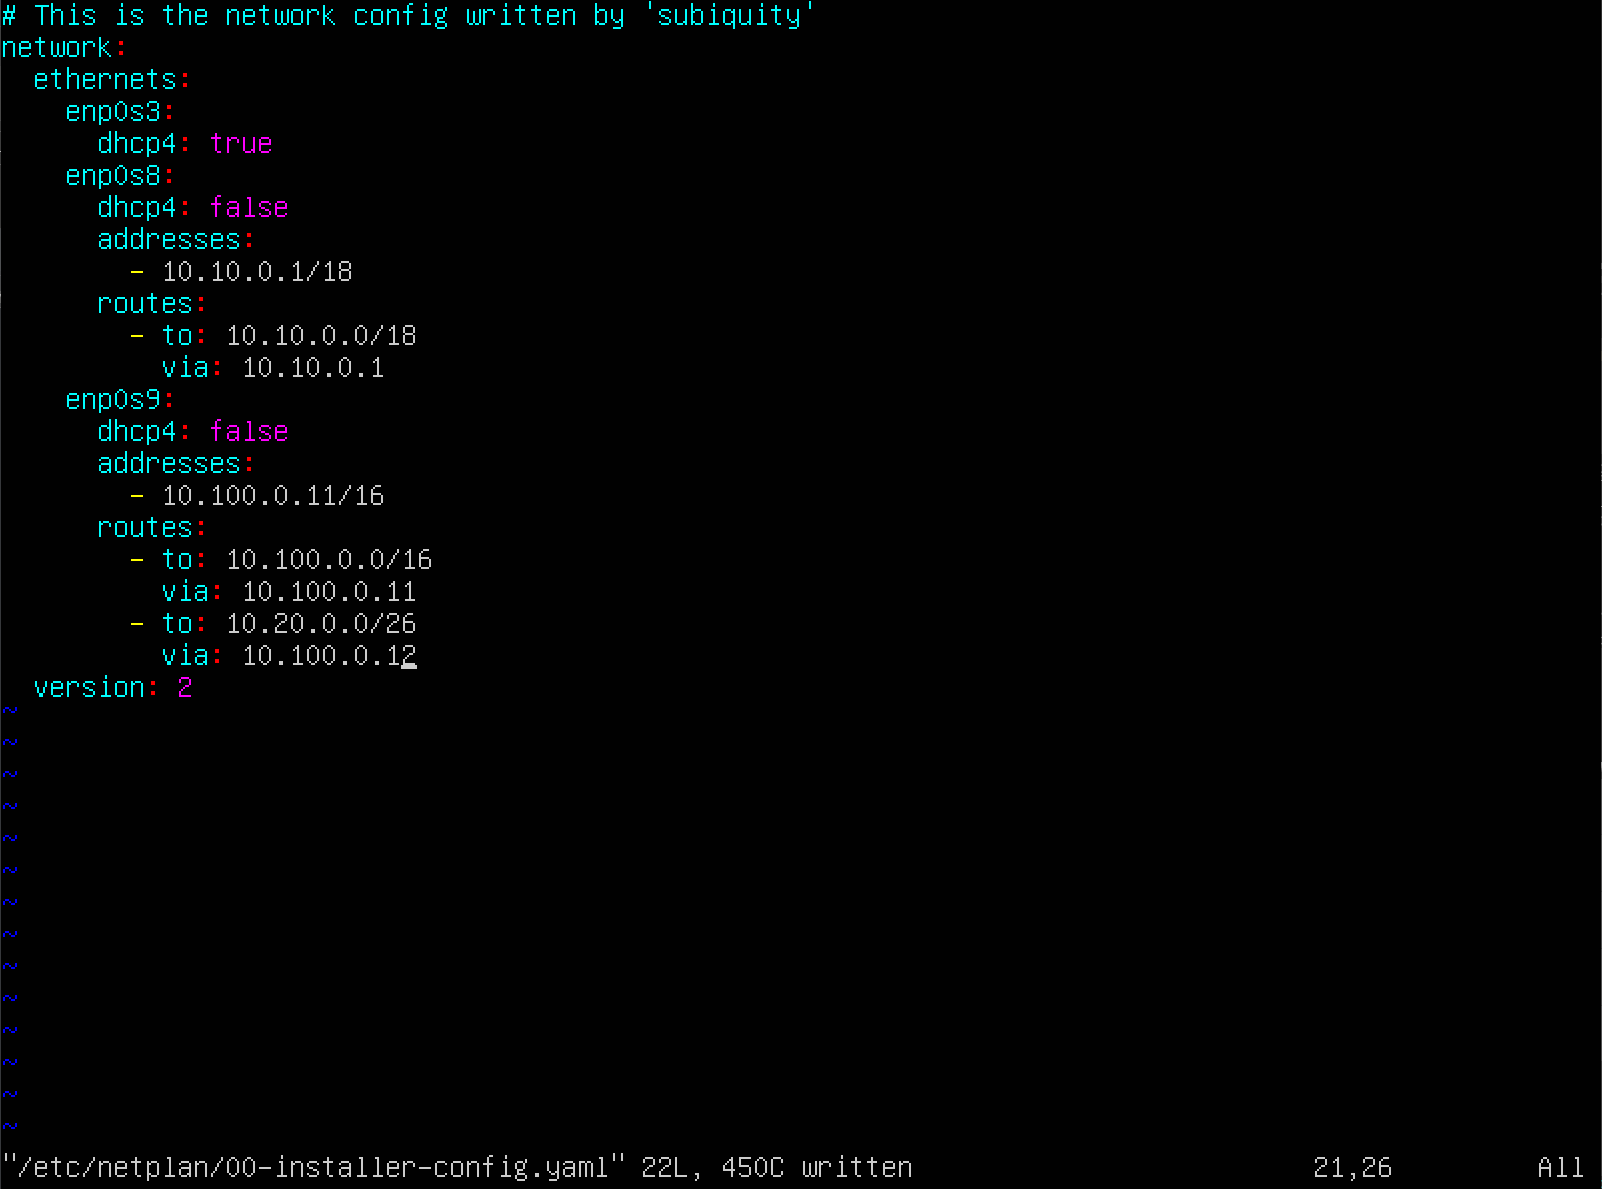 # This is the network config written by 'subiquity'
network:
  ethernets:
    enp0s3:
      dhcp4: true
    enp0s8:
      dhcp4: false
      addresses:
        - 10.10.0.1/18
      routes:
        - to: 10.10.0.0/18
          via: 10.10.0.1
    enp0s9:
      dhcp4: false
      addresses:
        - 10.100.0.11/16
      routes:
        - to: 10.100.0.0/16
          via: 10.100.0.11
        - to: 10.20.0.0/26
          via: 10.100.0.12
  version: 2
~
~
~
~
~
~
~
~
~
~
~
~
~
~
"/etc/netplan/00-installer-config.yaml" 22L, 450C written 21,26 All